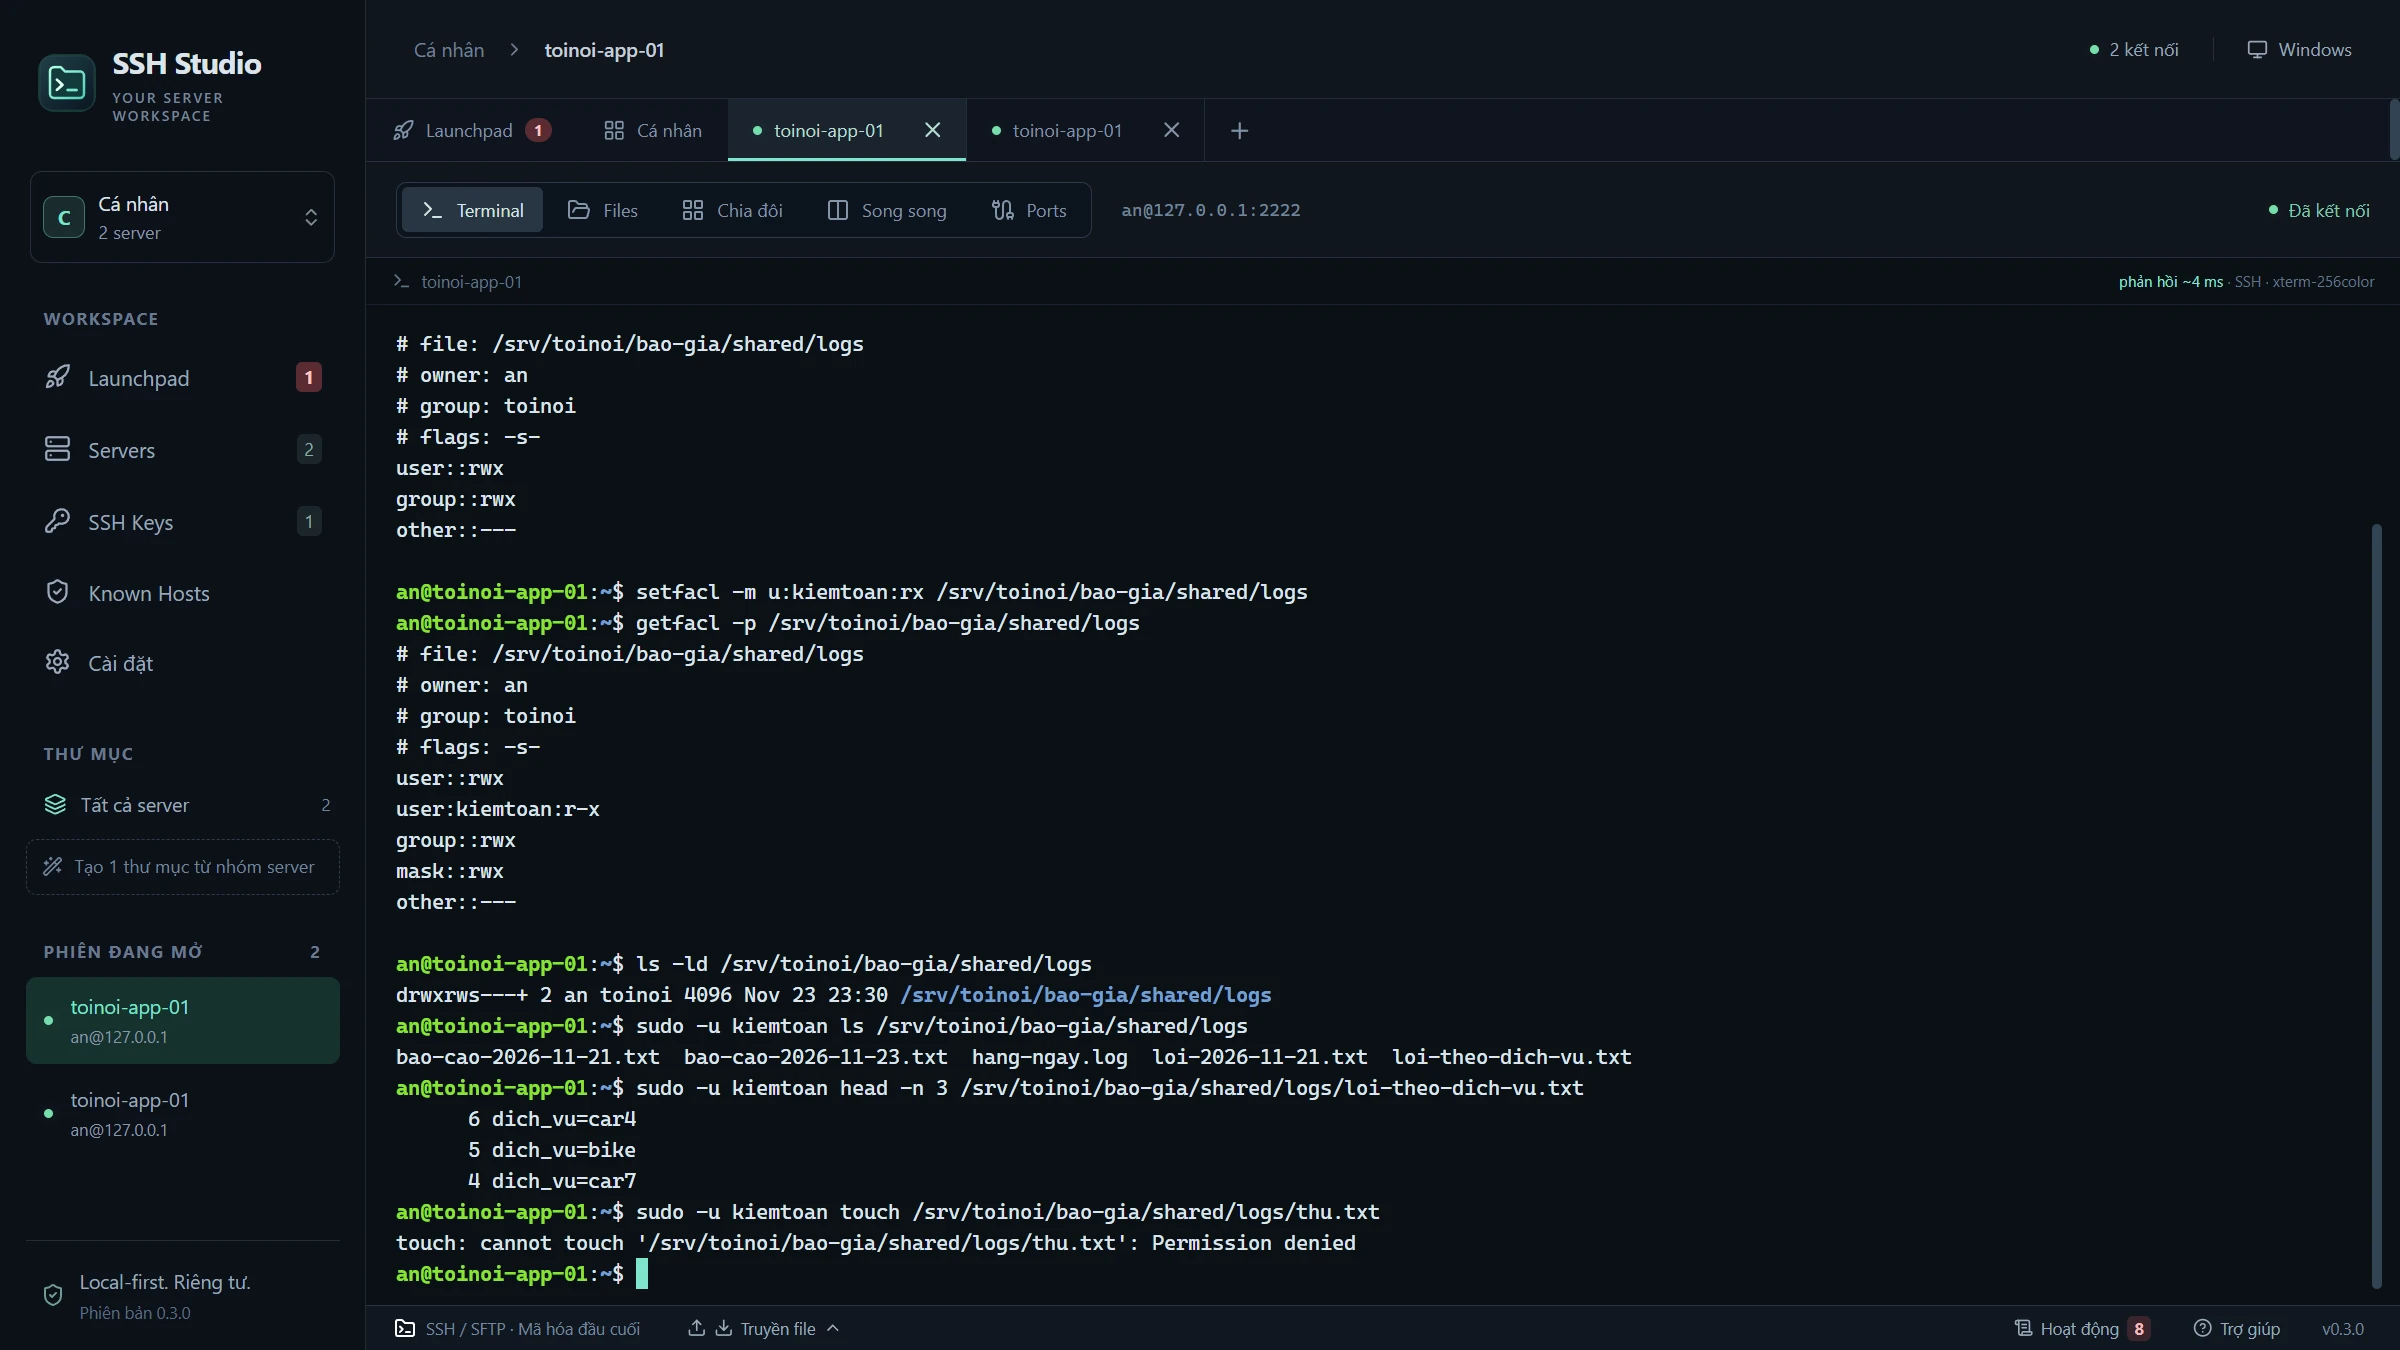 SSH Studio
YOUR SERVER
WORKSPACE
C
Cá nhân
2 server
WORKSPACE
Launchpad 1
Servers 2
SSH Keys 1
Known Hosts
Cài đặt
THƯ MỤC
Tất cả server 2
Tạo 1 thư mục từ nhóm server
PHIÊN ĐANG MỞ 2
toinoi-app-01
an@127.0.0.1
toinoi-app-01
an@127.0.0.1
Local-first. Riêng tư.
Phiên bản 0.3.0
Cá nhân > toinoi-app-01
2 kết nối
Windows
Launchpad 1
Cá nhân
toinoi-app-01
toinoi-app-01
Terminal
Files
Chia đôi
Song song
Ports
an@127.0.0.1:2222
Đã kết nối
toinoi-app-01
phản hồi ~4 ms · SSH · xterm-256color
# file: /srv/toinoi/bao-gia/shared/logs
# owner: an
# group: toinoi
# flags: -s-
user::rwx
group::rwx
other::---
an@toinoi-app-01:~$ setfacl -m u:kiemtoan:rx /srv/toinoi/bao-gia/shared/logs
an@toinoi-app-01:~$ getfacl -p /srv/toinoi/bao-gia/shared/logs
# file: /srv/toinoi/bao-gia/shared/logs
# owner: an
# group: toinoi
# flags: -s-
user::rwx
user:kiemtoan:r-x
group::rwx
mask::rwx
other::---
an@toinoi-app-01:~$ ls -ld /srv/toinoi/bao-gia/shared/logs
drwxrws---+ 2 an toinoi 4096 Nov 23 23:30 /srv/toinoi/bao-gia/shared/logs
an@toinoi-app-01:~$ sudo -u kiemtoan ls /srv/toinoi/bao-gia/shared/logs
bao-cao-2026-11-21.txt  bao-cao-2026-11-23.txt  hang-ngay.log  loi-2026-11-21.txt  loi-theo-dich-vu.txt
an@toinoi-app-01:~$ sudo -u kiemtoan head -n 3 /srv/toinoi/bao-gia/shared/logs/loi-theo-dich-vu.txt
      6 dich_vu=car4
      5 dich_vu=bike
      4 dich_vu=car7
an@toinoi-app-01:~$ sudo -u kiemtoan touch /srv/toinoi/bao-gia/shared/logs/thu.txt
touch: cannot touch '/srv/toinoi/bao-gia/shared/logs/thu.txt': Permission denied
an@toinoi-app-01:~$
SSH / SFTP · Mã hóa đầu cuối
Truyền file
Hoạt động 8
Trợ giúp
v0.3.0